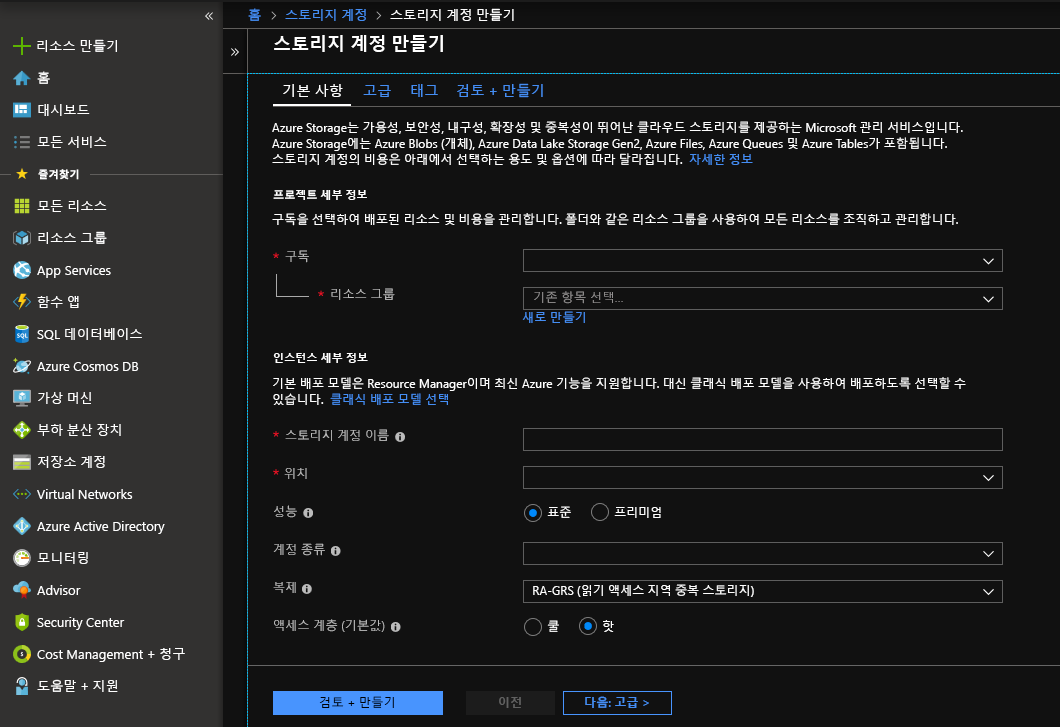 «
리소스 만들기
홈
대시보드
모든 서비스
즐겨찾기
모든 리소스
리소스 그룹
App Services
함수 앱
SQL 데이터베이스
Azure Cosmos DB
가상 머신
부하 분산 장치
저장소 계정
Virtual Networks
Azure Active Directory
모니터링
Advisor
Security Center
Cost Management + 청구
도움말 + 지원
홈 > 스토리지 계정 > 스토리지 계정 만들기
»
스토리지 계정 만들기
기본 사항 고급 태그 검토 + 만들기
Azure Storage는 가용성, 보안성, 내구성, 확장성 및 중복성이 뛰어난 클라우드 스토리지를 제공하는 Microsoft 관리 서비스입니다.
Azure Storage에는 Azure Blobs (개체), Azure Data Lake Storage Gen2, Azure Files, Azure Queues 및 Azure Tables가 포함됩니다.
스토리지 계정의 비용은 아래에서 선택하는 용도 및 옵션에 따라 달라집니다. 자세한 정보
프로젝트 세부 정보
구독을 선택하여 배포된 리소스 및 비용을 관리합니다. 폴더와 같은 리소스 그룹을 사용하여 모든 리소스를 조직하고 관리합니다.
* 구독
* 리소스 그룹
기존 항목 선택...
새로 만들기
인스턴스 세부 정보
기본 배포 모델은 Resource Manager이며 최신 Azure 기능을 지원합니다. 대신 클래식 배포 모델을 사용하여 배포하도록 선택할 수
있습니다. 클래식 배포 모델 선택
* 스토리지 계정 이름
* 위치
성능 표준 프리미엄
계정 종류
복제 RA-GRS (읽기 액세스 지역 중복 스토리지)
액세스 계층 (기본값) 쿨 핫
검토 + 만들기 이전 다음: 고급 >